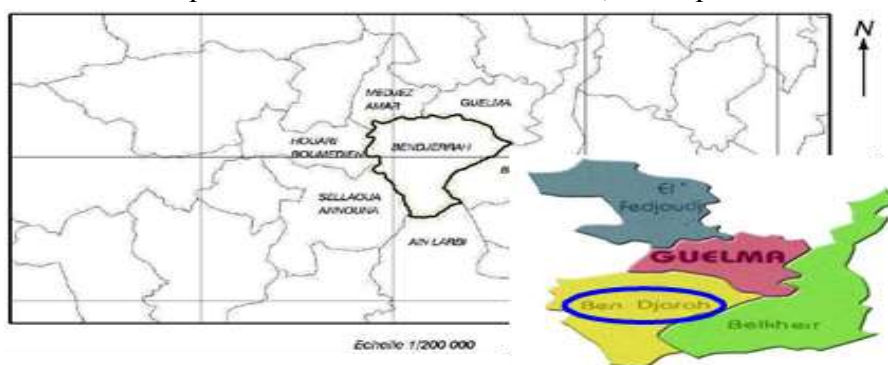 N
MEDJEZ
AMAR
GUELMA
HOUARI
BOUMEDIEN
BENDJERRAH
B
SELLAOUA
ANNOUNA
AIN LARBI
Echelle 1/200 000
El
Fedjoudj
GUELMA
Ben Djarah
Belkheir